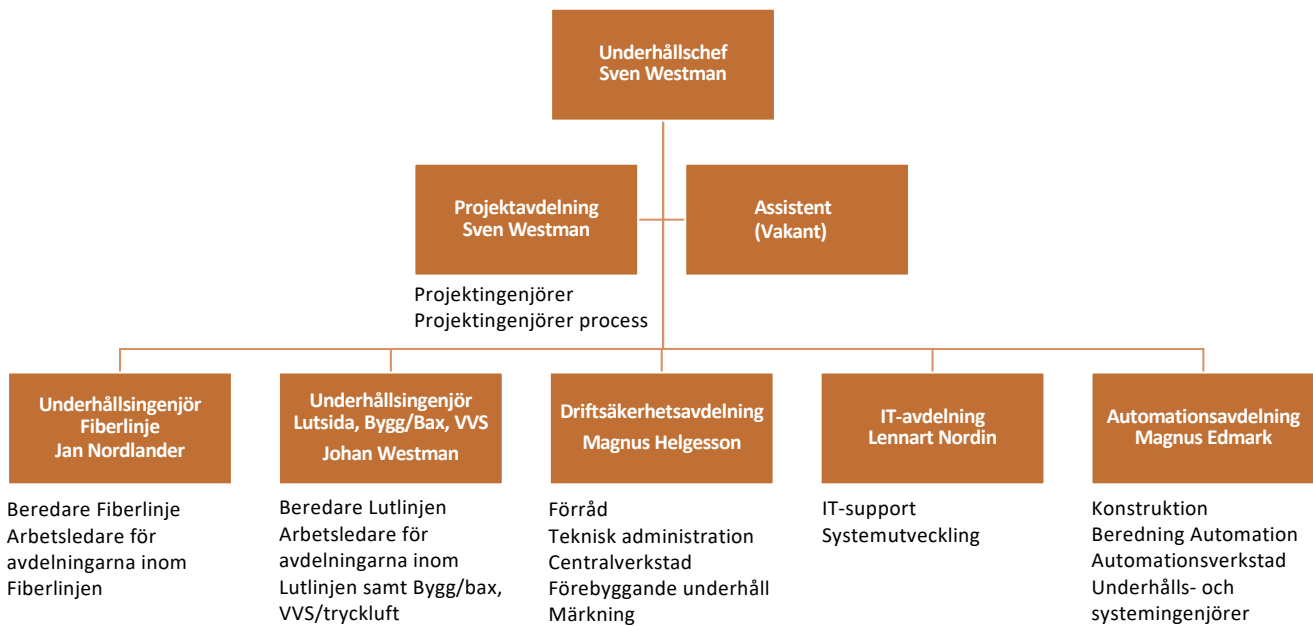 Underhållschef
Sven Westman
Projektavdelning
Sven Westman
Assistent
(Vakant)
Projektingenjörer
Projektingenjörer process
Underhållsingenjör
Fiberlinje
Jan Nordlander
Underhållsingenjör
Lutsida, Bygg/Bax, VVS
Johan Westman
Driftsäkerhetsavdelning
Magnus Helgesson
IT-avdelning
Lennart Nordin
Automationsavdelning
Magnus Edmark
Beredare Fiberlinje
Arbetsledare för
avdelningarna inom
Fiberlinjen
Beredare Lutlinjen
Arbetsledare för
avdelningarna inom
Lutlinjen samt Bygg/bax,
VVS/tryckluft
Förråd
Teknisk administration
Centralverkstad
Förebyggande underhåll
Märkning
IT-support
Systemutveckling
Konstruktion
Beredning Automation
Automationsverkstad
Underhålls- och
systemingenjörer